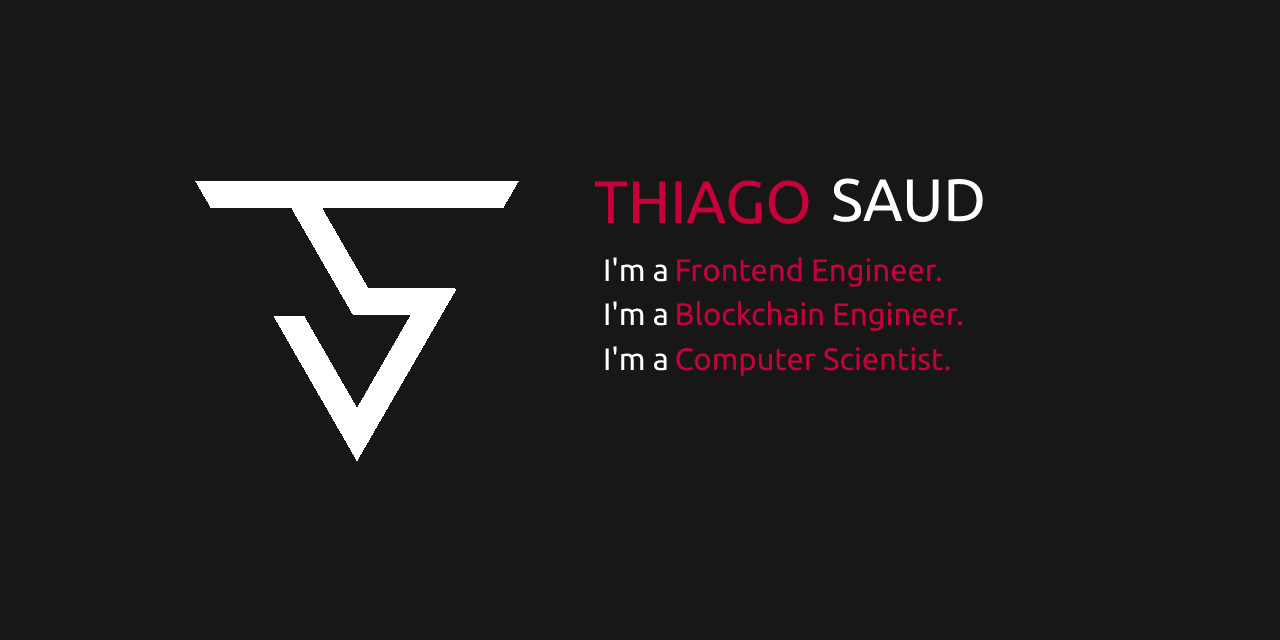 THIAGO SAUD
I'm a Frontend Engineer.
I'm a Blockchain Engineer.
I'm a Computer Scientist.